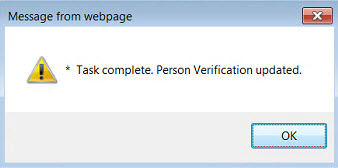 Message from webpage
* Task complete. Person Verification updated.
OK